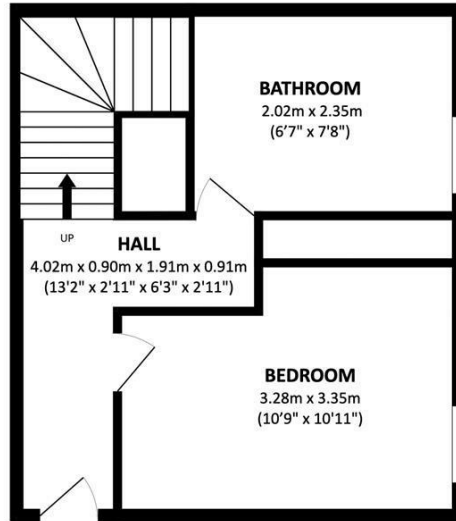 BATHROOM
2.02m x 2.35m
(6'7" x 7'8")
UP
HALL
4.02m x 0.90m x 1.91m x 0.91m
(13'2" x 2'11" x 6'3" x 2'11")
BEDROOM
3.28m x 3.35m
(10'9" x 10'11")